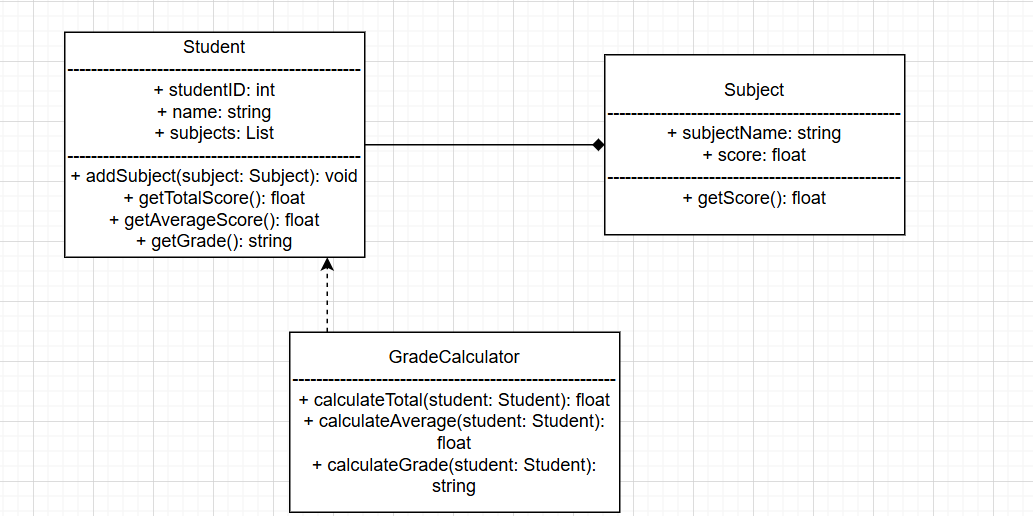 Student
+ studentID: int
+ name: string
+ subjects: List
+ addSubject(subject: Subject): void
+ getTotalScore(): float
+ getAverageScore(): float
+ getGrade(): string
Subject
+ subjectName: string
+ score: float
+ getScore(): float
GradeCalculator
+ calculateTotal(student: Student): float
+ calculateAverage(student: Student):
float
+ calculateGrade(student: Student):
string